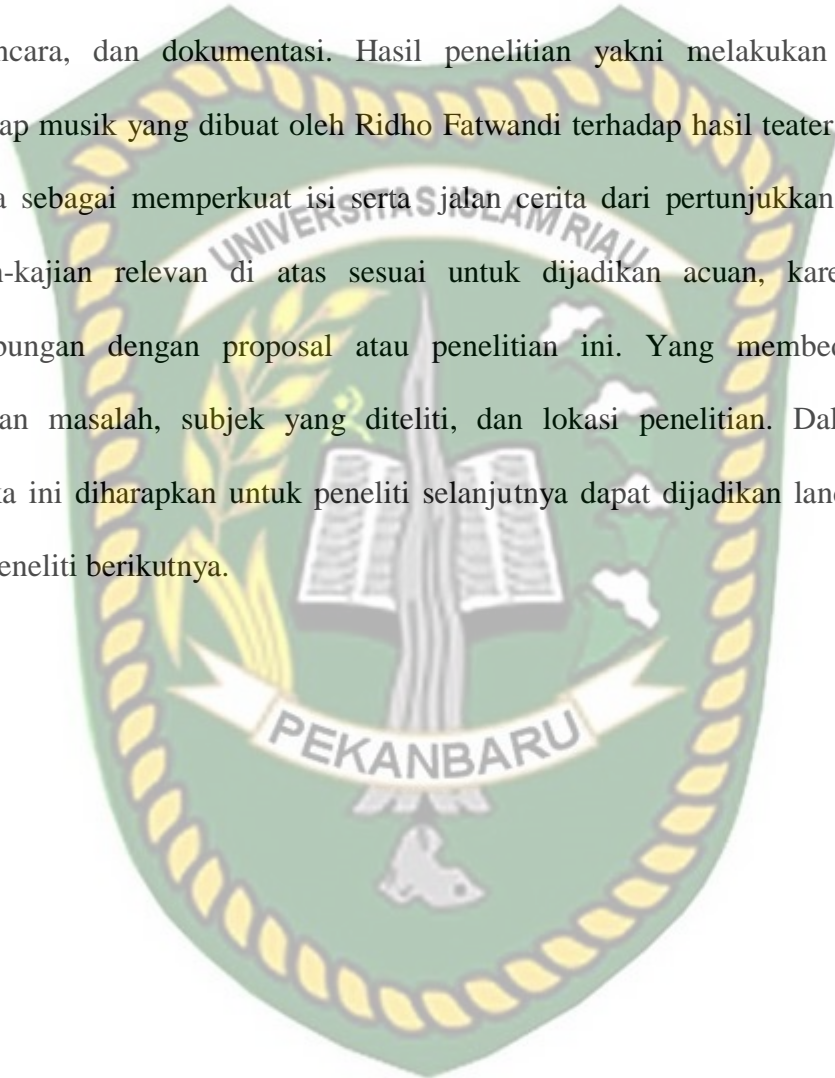 ncara, dan dokumentasi. Hasil penelitian yakni melakukan
ap musik yang dibuat oleh Ridho Fatwandi terhadap hasil teater
a sebagai memperkuat isi serta jalan cerita dari pertunjukkan
UNIVERSITAS ISLAM RIAU
n-kajian relevan di atas sesuai untuk dijadikan acuan, kare
bungan dengan proposal atau penelitian ini. Yang membed
an masalah, subjek yang diteliti, dan lokasi penelitian. Dal
ka ini diharapkan untuk peneliti selanjutnya dapat dijadikan land
eneliti berikutnya.
PEKANBARU